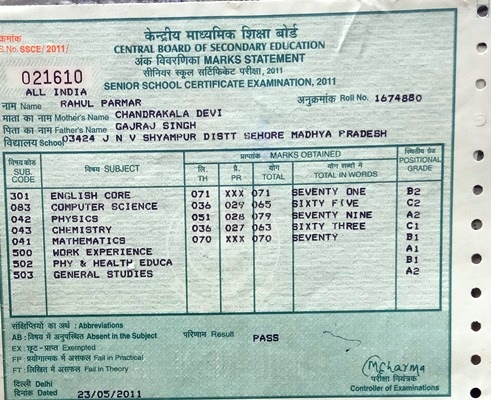 क्रमांक
S.No. SSCE/2011/
केन्द्रीय माध्यमिक शिक्षा बोर्ड
CENTRAL BOARD OF SECONDARY EDUCATION
अंक विवरणिका MARKS STATEMENT
सीनियर स्कूल सर्टिफिकेट परीक्षा, 2011
SENIOR SCHOOL CERTIFICATE EXAMINATION, 2011
021610
ALL INDIA
नाम Name RAHUL PARMAR अनुक्रमांक Roll No. 1674880
माता का नाम Mother's Name CHANDRAKALA DEVI
पिता का नाम Father's Name GAJRAJ SINGH
विद्यालय School 03424 J N V SHYAMPUR DISTT SEHORE MADHYA PRADESH
विषय कोड SUB. CODE विषय SUBJECT प्राप्तांक MARKS OBTAINED स्थितीय ग्रेड POSITIONAL GRADE
लि. TH प्रै. PR योग TOTAL योग शब्दों में TOTAL IN WORDS
301 ENGLISH CORE 071 XXX 071 SEVENTY ONE B2
083 COMPUTER SCIENCE 036 029 065 SIXTY FIVE C2
042 PHYSICS 051 028 079 SEVENTY NINE A2
043 CHEMISTRY 036 027 063 SIXTY THREE C1
041 MATHEMATICS 070 XXX 070 SEVENTY B1
500 WORK EXPERIENCE A1
502 PHY & HEALTH EDUCA B1
503 GENERAL STUDIES A2
संक्षिप्तियों का अर्थ : Abbreviations
AB : विषय में अनुपस्थित Absent in the Subject परिणाम Result PASS
EX : छूट-प्राप्त Exempted
FP : प्रयोगात्मक में असफल Fail in Practical
FT : लिखित में असफल Fail in Theory
दिल्ली Delhi
दिनांक Dated 23/05/2011
MSharma
परीक्षा नियंत्रक
Controller of Examinations